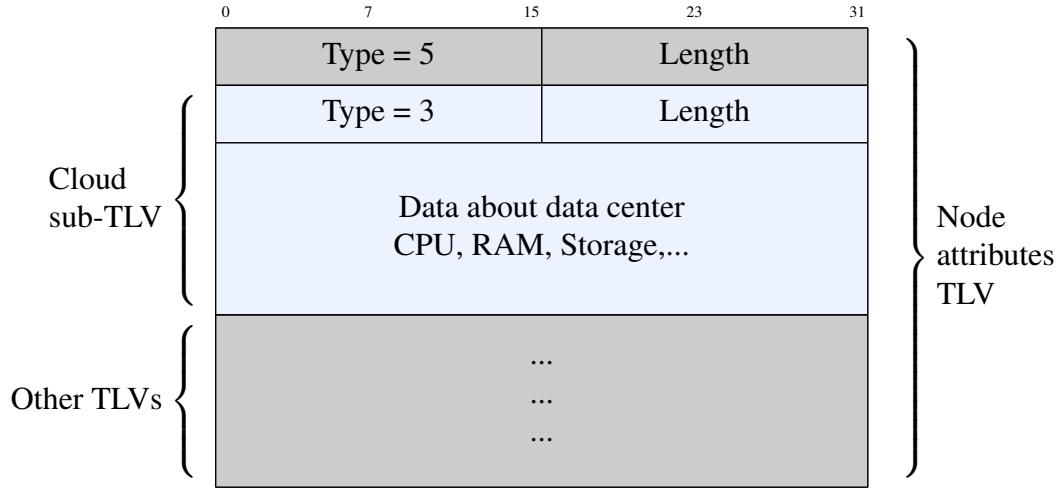 0 7 15 23 31
Type = 5 Length
Type = 3 Length
Cloud
sub-TLV
Data about data center
CPU, RAM, Storage,...
Node
attributes
TLV
Other TLVs
...
...
...